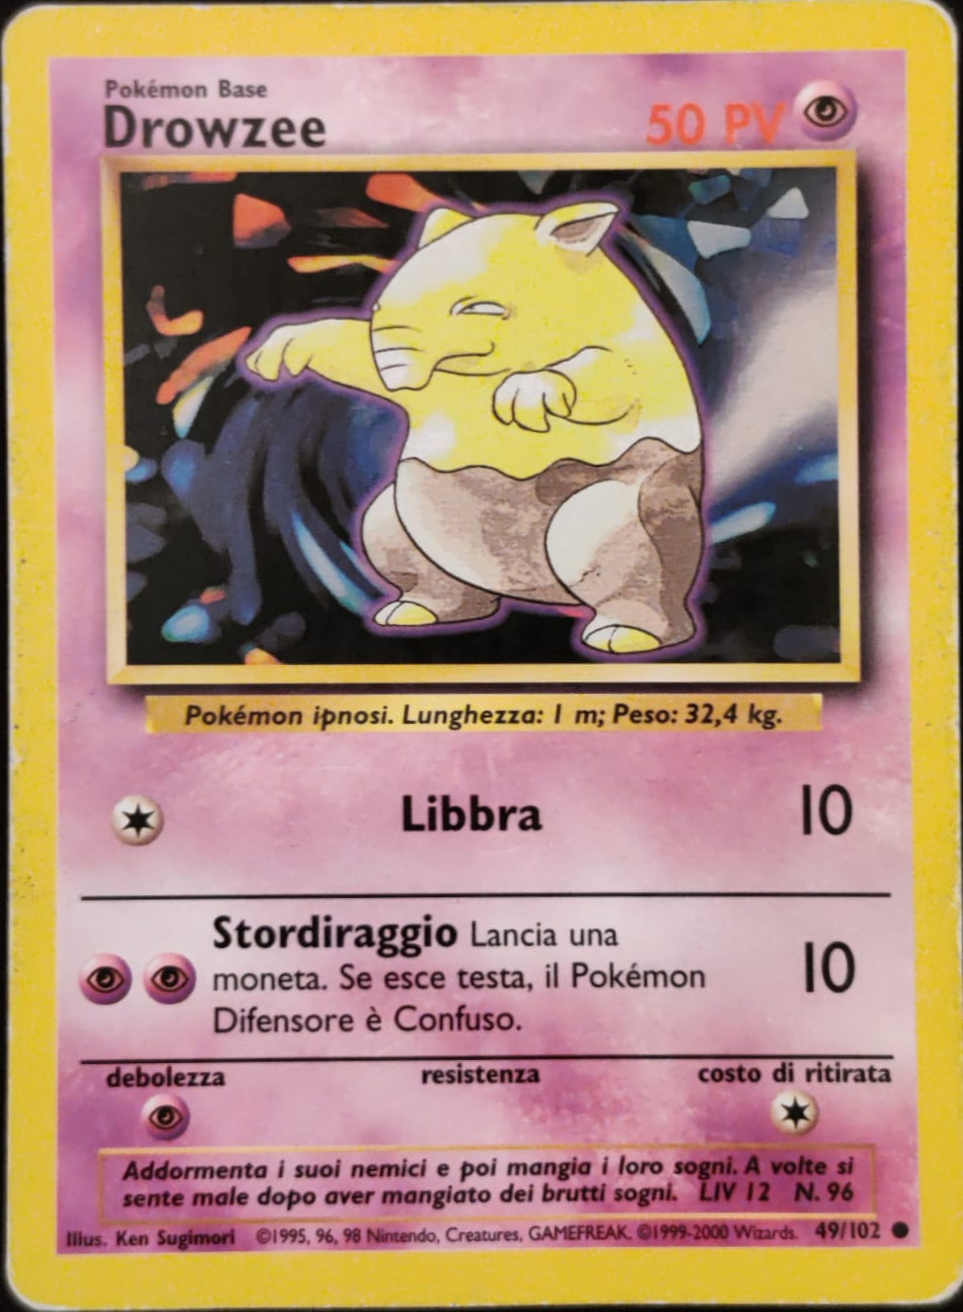 Pokémon Base
Drowzee
50 PV
Pokémon ipnosi. Lunghezza: 1 m; Peso: 32,4 kg.
Libbra 10
Stordiraggio Lancia una
moneta. Se esce testa, il Pokémon
Difensore è Confuso.
10
debolezza resistenza costo di ritirata
Addormenta i suoi nemici e poi mangia i loro sogni. A volte si
sente male dopo aver mangiato dei brutti sogni. LIV 12 N. 96
Illus. Ken Sugimori ©1995, 96, 98 Nintendo, Creatures, GAMEFREAK. ©1999-2000 Wizards. 49/102